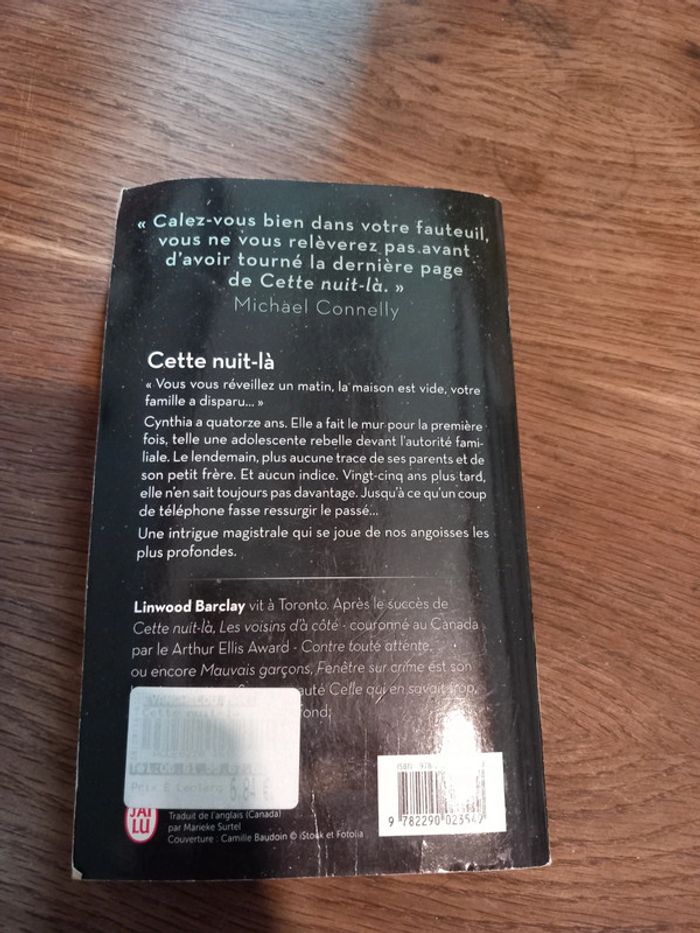 « Calez-vous bien dans votre fauteuil,
vous ne vous relèverez pas avant
d'avoir tourné la dernière page
de Cette nuit-là. »
Michael Connelly
Cette nuit-là
« Vous vous réveillez un matin, la maison est vide, votre
famille a disparu... »
Cynthia a quatorze ans. Elle a fait le mur pour la première
fois, telle une adolescente rebelle devant l'autorité fami-
liale. Le lendemain, plus aucune trace de ses parents et de
son petit frère. Et aucun indice. Vingt-cinq ans plus tard,
elle n'en sait toujours pas davantage. Jusqu'à ce qu'un coup
de téléphone fasse ressurgir le passé...
Une intrigue magistrale qui se joue de nos angoisses les
plus profondes.
Linwood Barclay vit à Toronto. Après le succès de
Cette nuit-là, Les voisins d'à côté - couronné au Canada
par le Arthur Ellis Award - Contre toute attente,
ou encore Mauvais garçons, Fenêtre sur crime est son
Celle qui en savait trop,
Cette nuit-là
Prix E Leclerc
ISBN 978
J'AI
LU
Traduit de l'anglais (Canada)
par Marieke Surtel
Couverture : Camille Baudoin © iStock et Fotolia
9 782290 023549